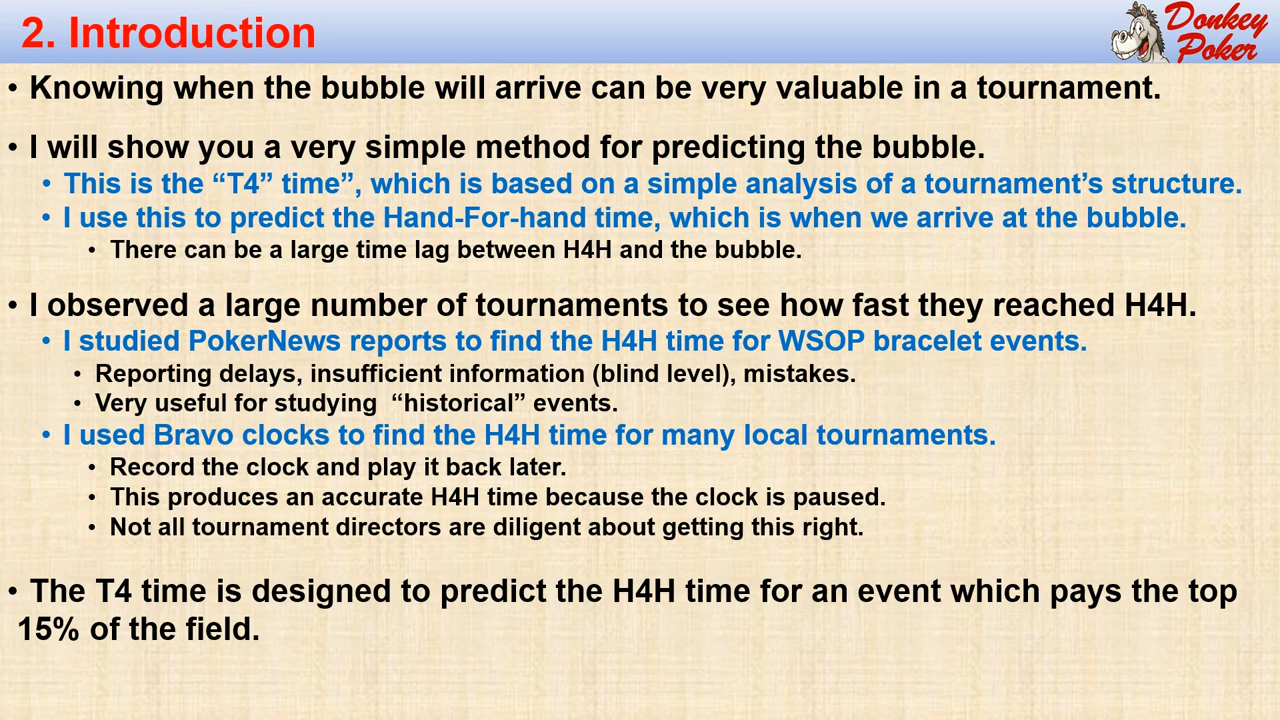 2. Introduction
Donkey
Poker
• Knowing when the bubble will arrive can be very valuable in a tournament.
• I will show you a very simple method for predicting the bubble.
• This is the “T4” time”, which is based on a simple analysis of a tournament’s structure.
• I use this to predict the Hand-For-hand time, which is when we arrive at the bubble.
• There can be a large time lag between H4H and the bubble.
• I observed a large number of tournaments to see how fast they reached H4H.
• I studied PokerNews reports to find the H4H time for WSOP bracelet events.
• Reporting delays, insufficient information (blind level), mistakes.
• Very useful for studying “historical” events.
• I used Bravo clocks to find the H4H time for many local tournaments.
• Record the clock and play it back later.
• This produces an accurate H4H time because the clock is paused.
• Not all tournament directors are diligent about getting this right.
• The T4 time is designed to predict the H4H time for an event which pays the top
15% of the field.